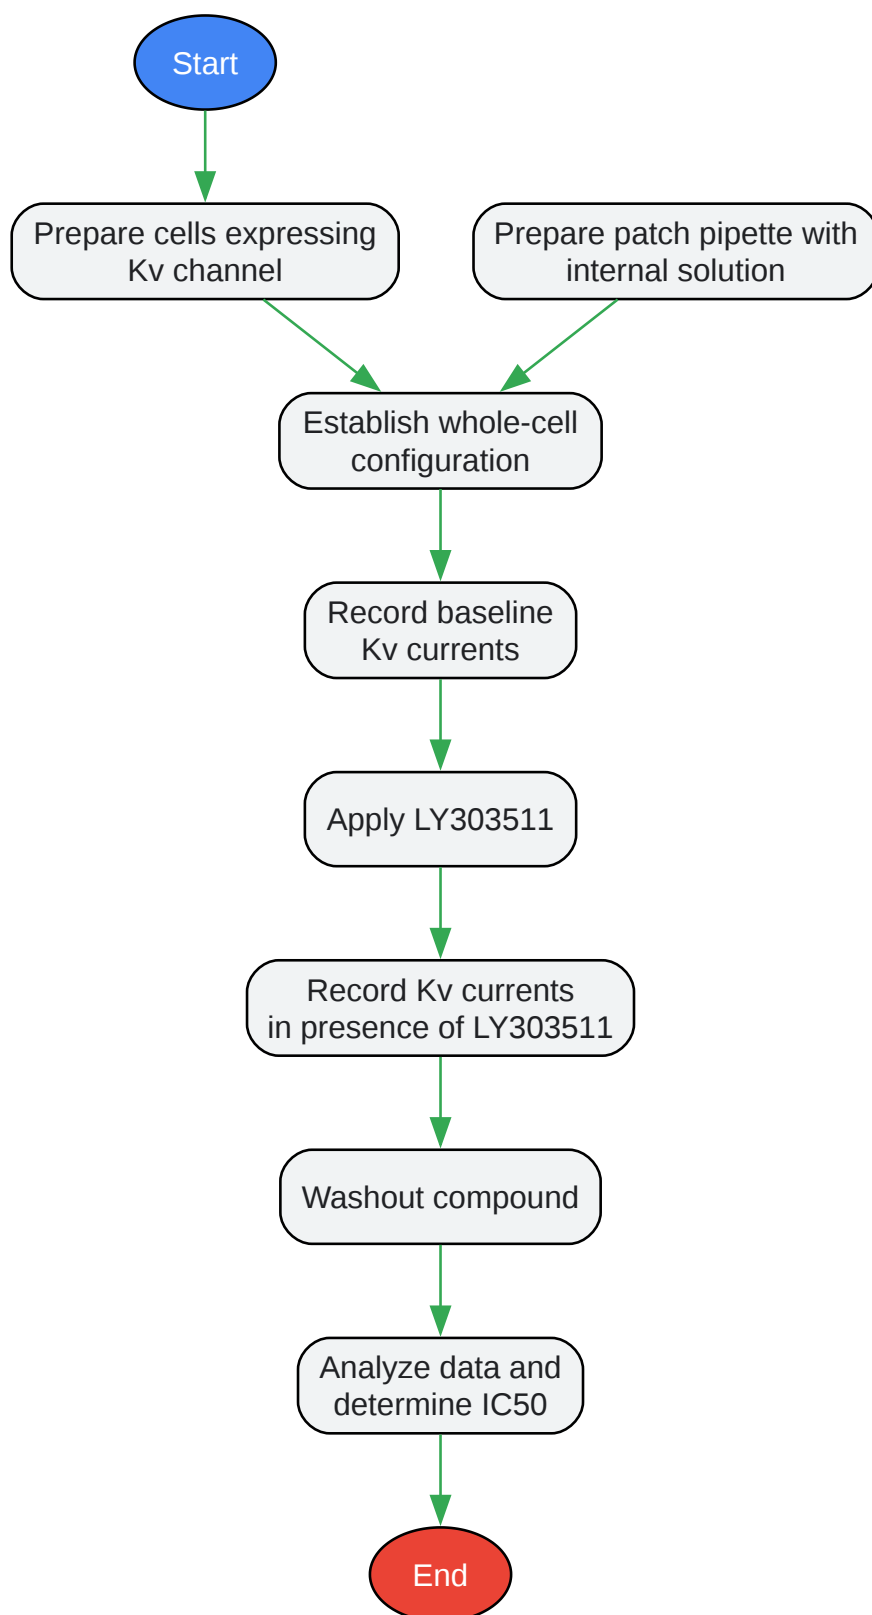 Start
Prepare cells expressing
Kv channel
Prepare patch pipette with
internal solution
Establish whole-cell
configuration
Record baseline
Kv currents
Apply LY303511
Record Kv currents
in presence of LY303511
Washout compound
Analyze data and
determine IC50
End